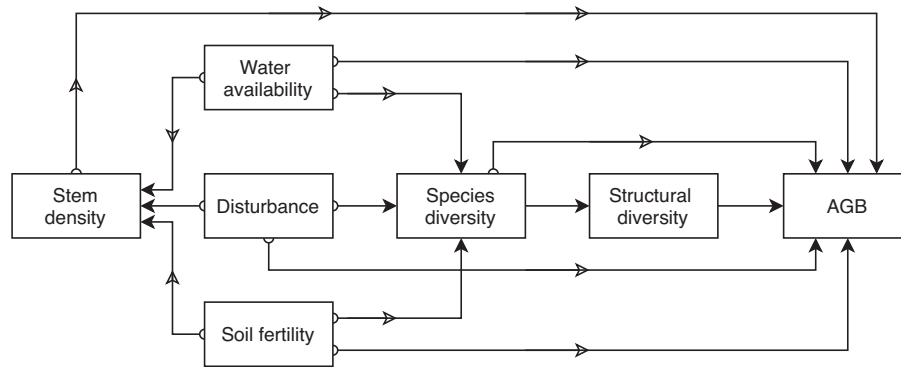 Water
availability
Stem
density
Disturbance
Species
diversity
Structural
diversity
AGB
Soil fertility